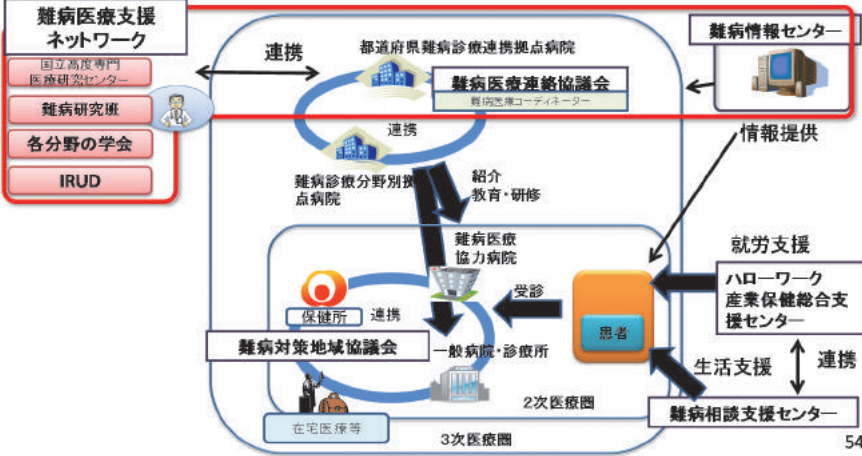 難病医療支援
ネットワーク
国立高度専門
医療研究センター
難病研究班
各分野の学会
IRUD
連携
都道府県難病診療連携拠点病院
難病医療連絡協議会
難病医療コーディネーター
連携
難病診療分野別拠
点病院
難病情報センター
情報提供
紹介
教育・研修
難病医療
協力病院
保健所
連携
難病対策地域協議会
一般病院・診療所
受診
患者
在宅医療等
2次医療圏
3次医療圏
就労支援
ハローワーク
産業保健総合支
援センター
生活支援
連携
難病相談支援センター
54